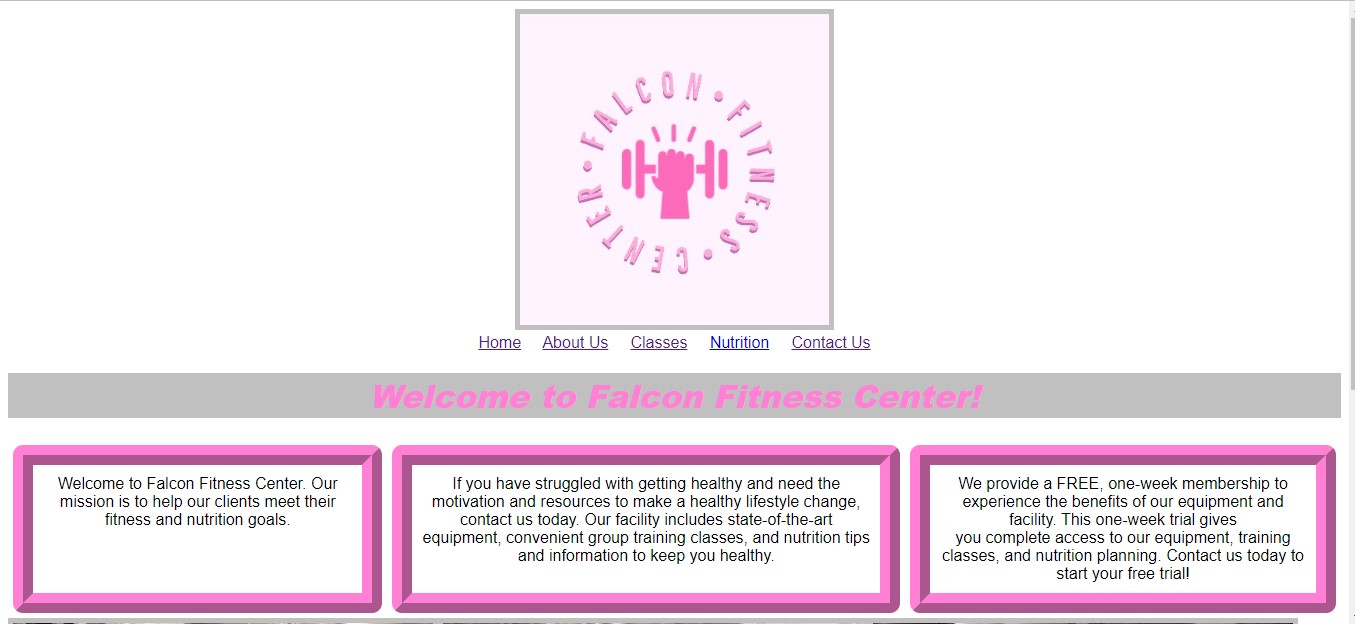 FALCON • FITNESS • CENTER •
Home About Us Classes Nutrition Contact Us
Welcome to Falcon Fitness Center!
Welcome to Falcon Fitness Center. Our
mission is to help our clients meet their
fitness and nutrition goals.
If you have struggled with getting healthy and need the
motivation and resources to make a healthy lifestyle change,
contact us today. Our facility includes state-of-the-art
equipment, convenient group training classes, and nutrition tips
and information to keep you healthy.
We provide a FREE, one-week membership to
experience the benefits of our equipment and
facility. This one-week trial gives
you complete access to our equipment, training
classes, and nutrition planning. Contact us today to
start your free trial!